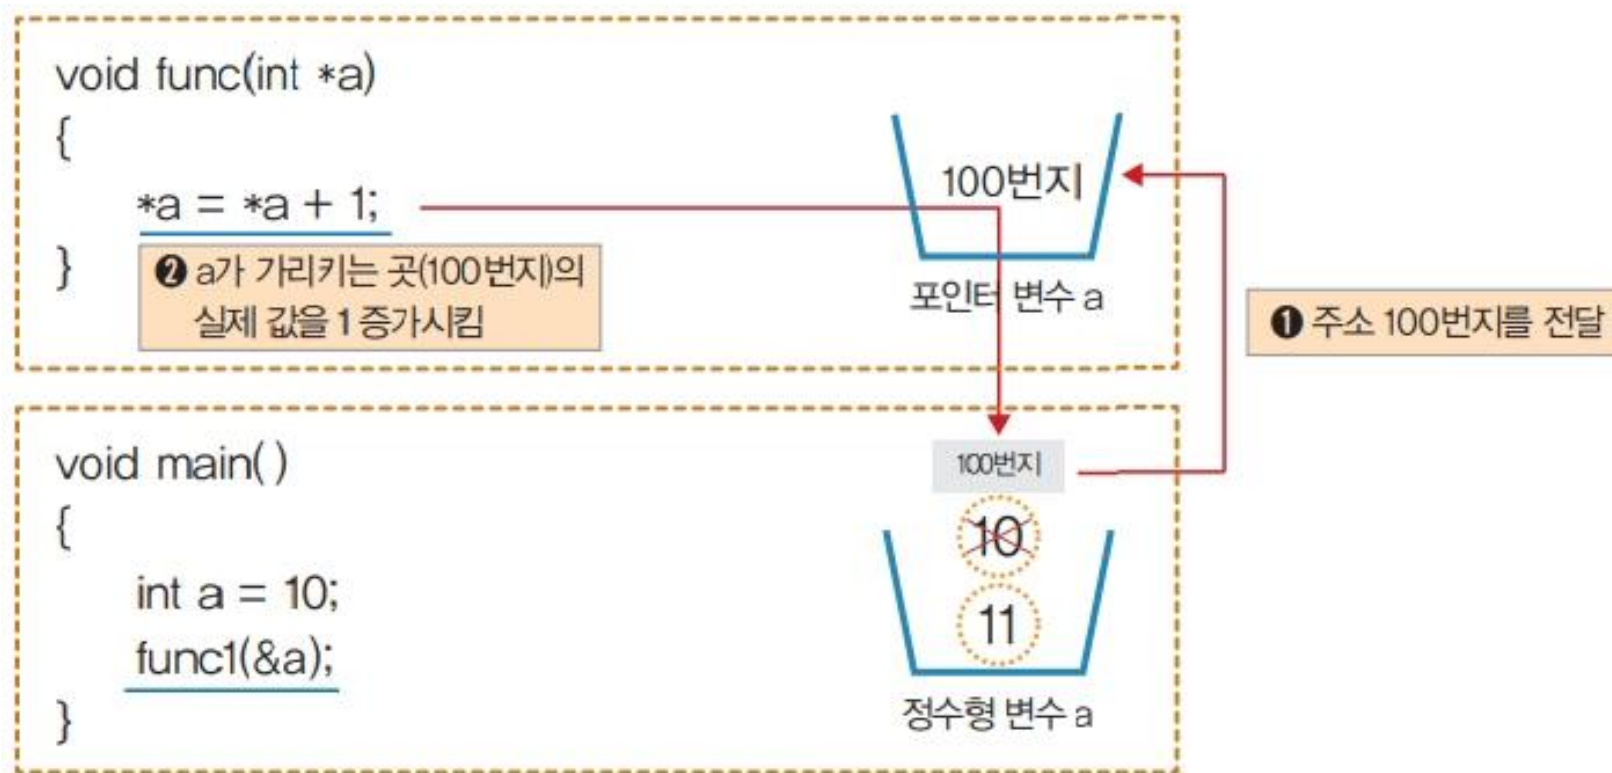 void func(int *a)
{
*a = *a + 1;
}
❷ a가 가리키는 곳(100번지)의
실제 값을 1 증가시킴
100번지
포인터 변수 a
❶ 주소 100번지를 전달
void main( )
{
int a = 10;
func1(&a);
}
100번지
10
11
정수형 변수 a